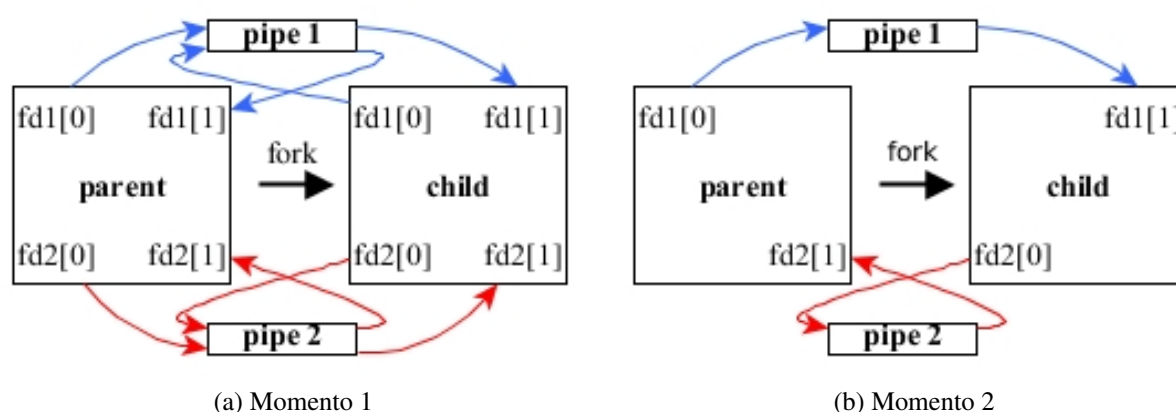 pipe 1
fd1[0] fd1[1]
fork
parent
fd2[0] fd2[1]
fd1[0] fd1[1]
child
fd2[0] fd2[1]
pipe 2
(a) Momento 1
pipe 1
fd1[0]
fork
parent
fd2[1]
fd1[1]
child
fd2[0]
pipe 2
(b) Momento 2